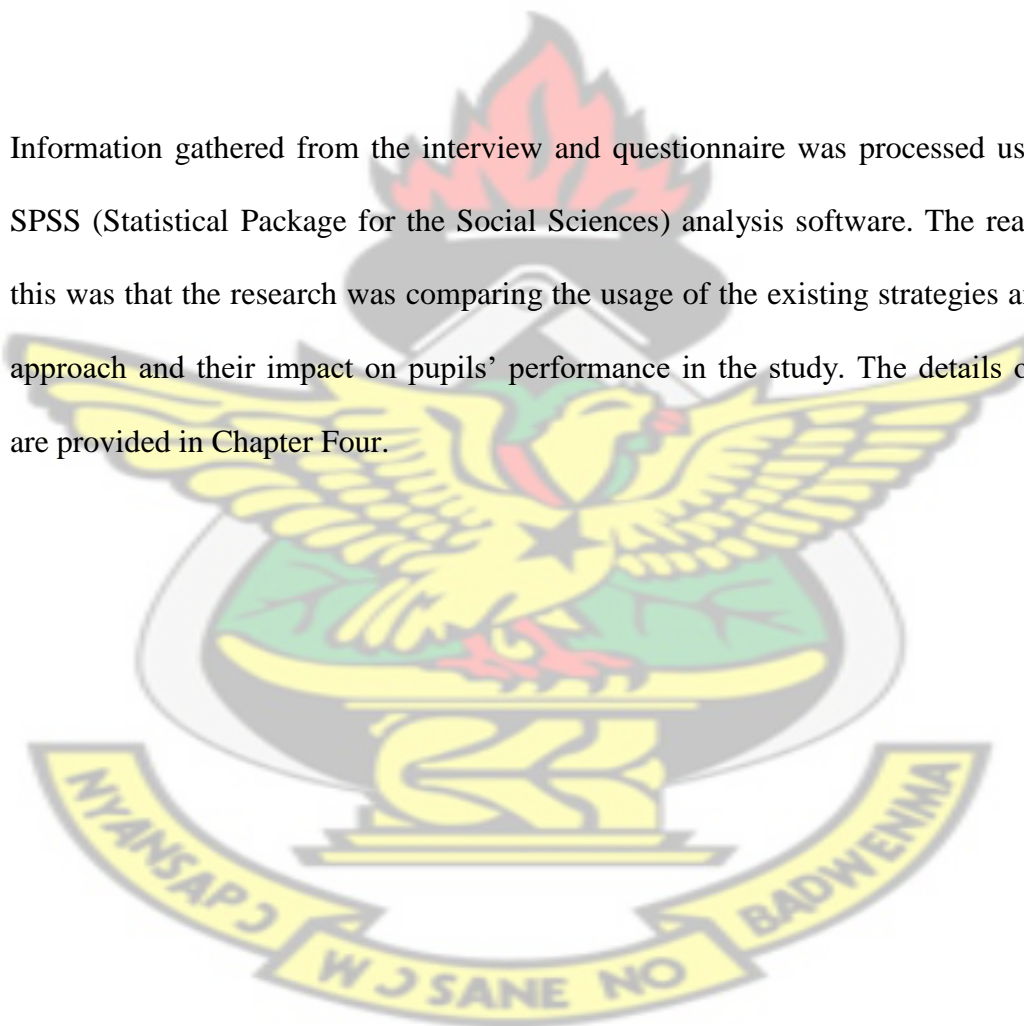 Information gathered from the interview and questionnaire was processed us
SPSS (Statistical Package for the Social Sciences) analysis software. The rea
this was that the research was comparing the usage of the existing strategies a
approach and their impact on pupils’ performance in the study. The details o
are provided in Chapter Four.
NYANSAPƆ
WƆ SANE NO
BADWENMA